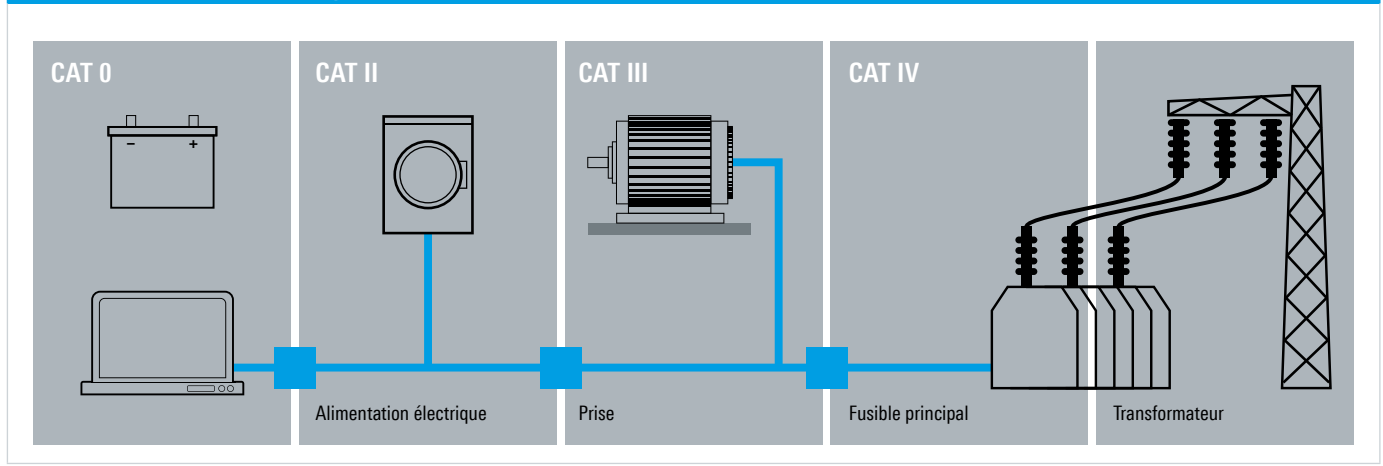 CAT 0
CAT II
CAT III
CAT IV
− +
Alimentation électrique
Prise
Fusible principal
Transformateur